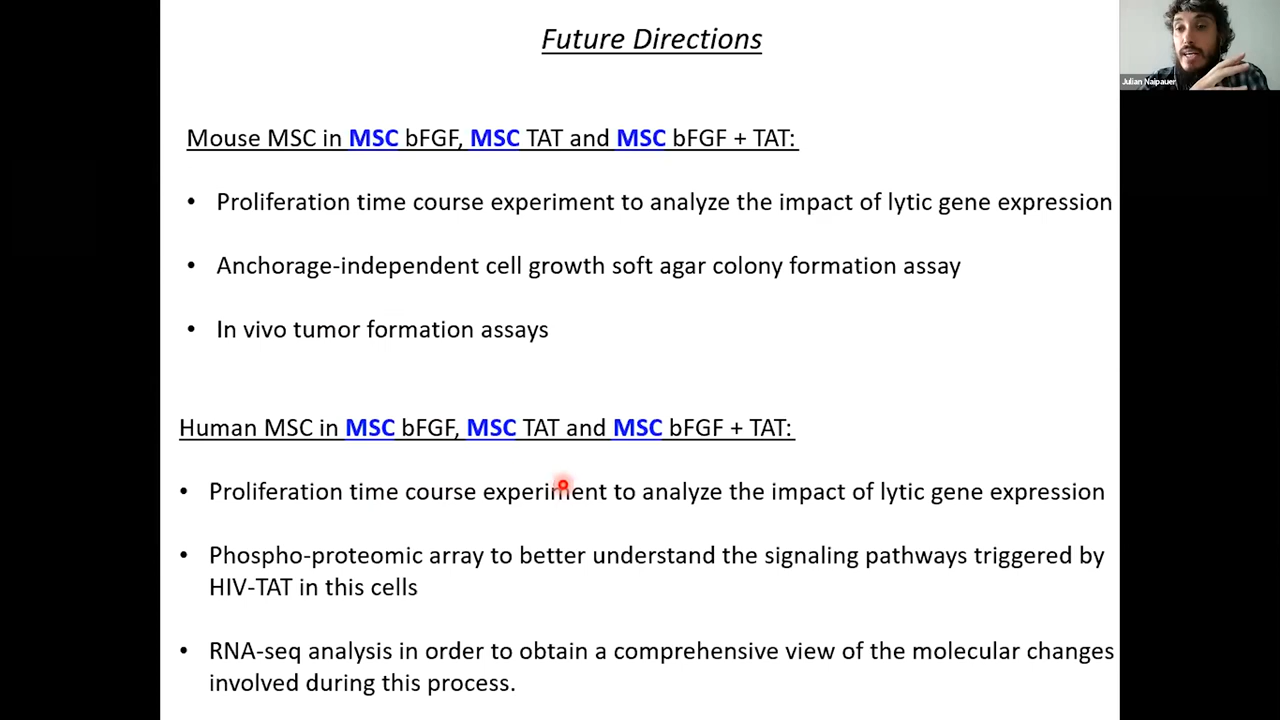 Future Directions
Julian Naipauer
Mouse MSC in MSC bFGF, MSC TAT and MSC bFGF + TAT:
• Proliferation time course experiment to analyze the impact of lytic gene expression
• Anchorage-independent cell growth soft agar colony formation assay
• In vivo tumor formation assays
Human MSC in MSC bFGF, MSC TAT and MSC bFGF + TAT:
• Proliferation time course experiment to analyze the impact of lytic gene expression
• Phospho-proteomic array to better understand the signaling pathways triggered by
HIV-TAT in this cells
• RNA-seq analysis in order to obtain a comprehensive view of the molecular changes
involved during this process.